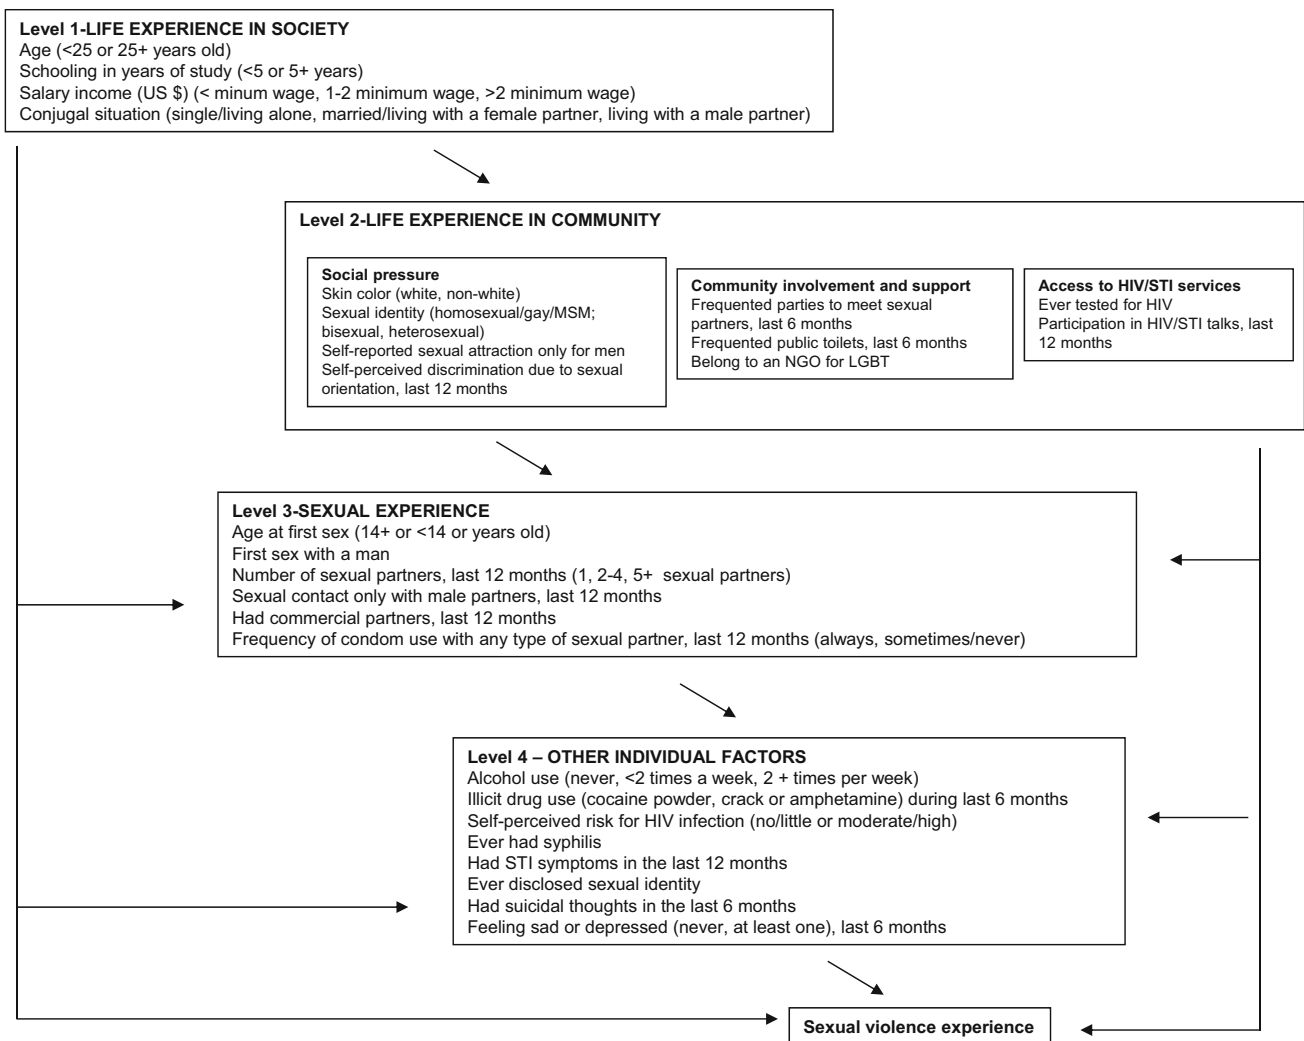 Level 1-LIFE EXPERIENCE IN SOCIETY
Age (<25 or 25+ years old)
Schooling in years of study (<5 or 5+ years)
Salary income (US $) (< minum wage, 1-2 minimum wage, >2 minimum wage)
Conjugal situation (single/living alone, married/living with a female partner, living with a male partner)
Level 2-LIFE EXPERIENCE IN COMMUNITY
Social pressure
Skin color (white, non-white)
Sexual identity (homosexual/gay/MSM;
bisexual, heterosexual)
Self-reported sexual attraction only for men
Self-perceived discrimination due to sexual
orientation, last 12 months
Community involvement and support
Frequented parties to meet sexual
partners, last 6 months
Frequented public toilets, last 6 months
Belong to an NGO for LGBT
Access to HIV/STI services
Ever tested for HIV
Participation in HIV/STI talks, last
12 months
Level 3-SEXUAL EXPERIENCE
Age at first sex (14+ or <14 or years old)
First sex with a man
Number of sexual partners, last 12 months (1, 2-4, 5+ sexual partners)
Sexual contact only with male partners, last 12 months
Had commercial partners, last 12 months
Frequency of condom use with any type of sexual partner, last 12 months (always, sometimes/never)
Level 4 – OTHER INDIVIDUAL FACTORS
Alcohol use (never, <2 times a week, 2 + times per week)
Illicit drug use (cocaine powder, crack or amphetamine) during last 6 months
Self-perceived risk for HIV infection (no/little or moderate/high)
Ever had syphilis
Had STI symptoms in the last 12 months
Ever disclosed sexual identity
Had suicidal thoughts in the last 6 months
Feeling sad or depressed (never, at least one), last 6 months
Sexual violence experience